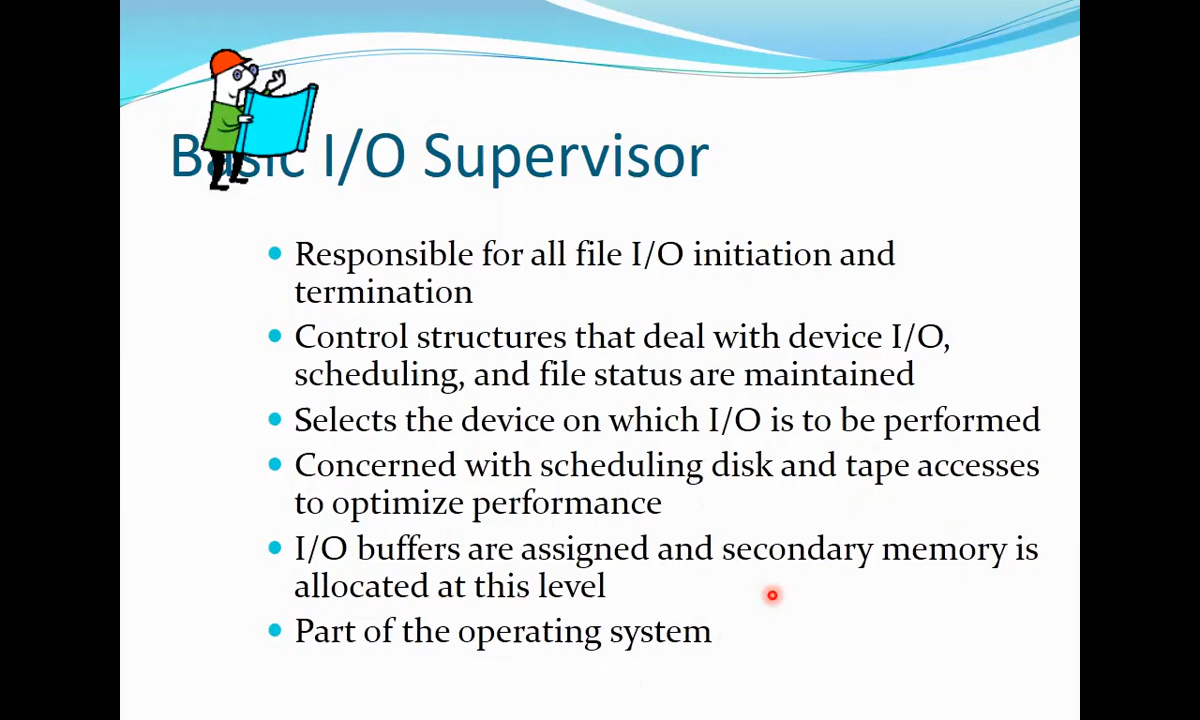 Basic I/O Supervisor
• Responsible for all file I/O initiation and
termination
• Control structures that deal with device I/O,
scheduling, and file status are maintained
• Selects the device on which I/O is to be performed
• Concerned with scheduling disk and tape accesses
to optimize performance
• I/O buffers are assigned and secondary memory is
allocated at this level
• Part of the operating system